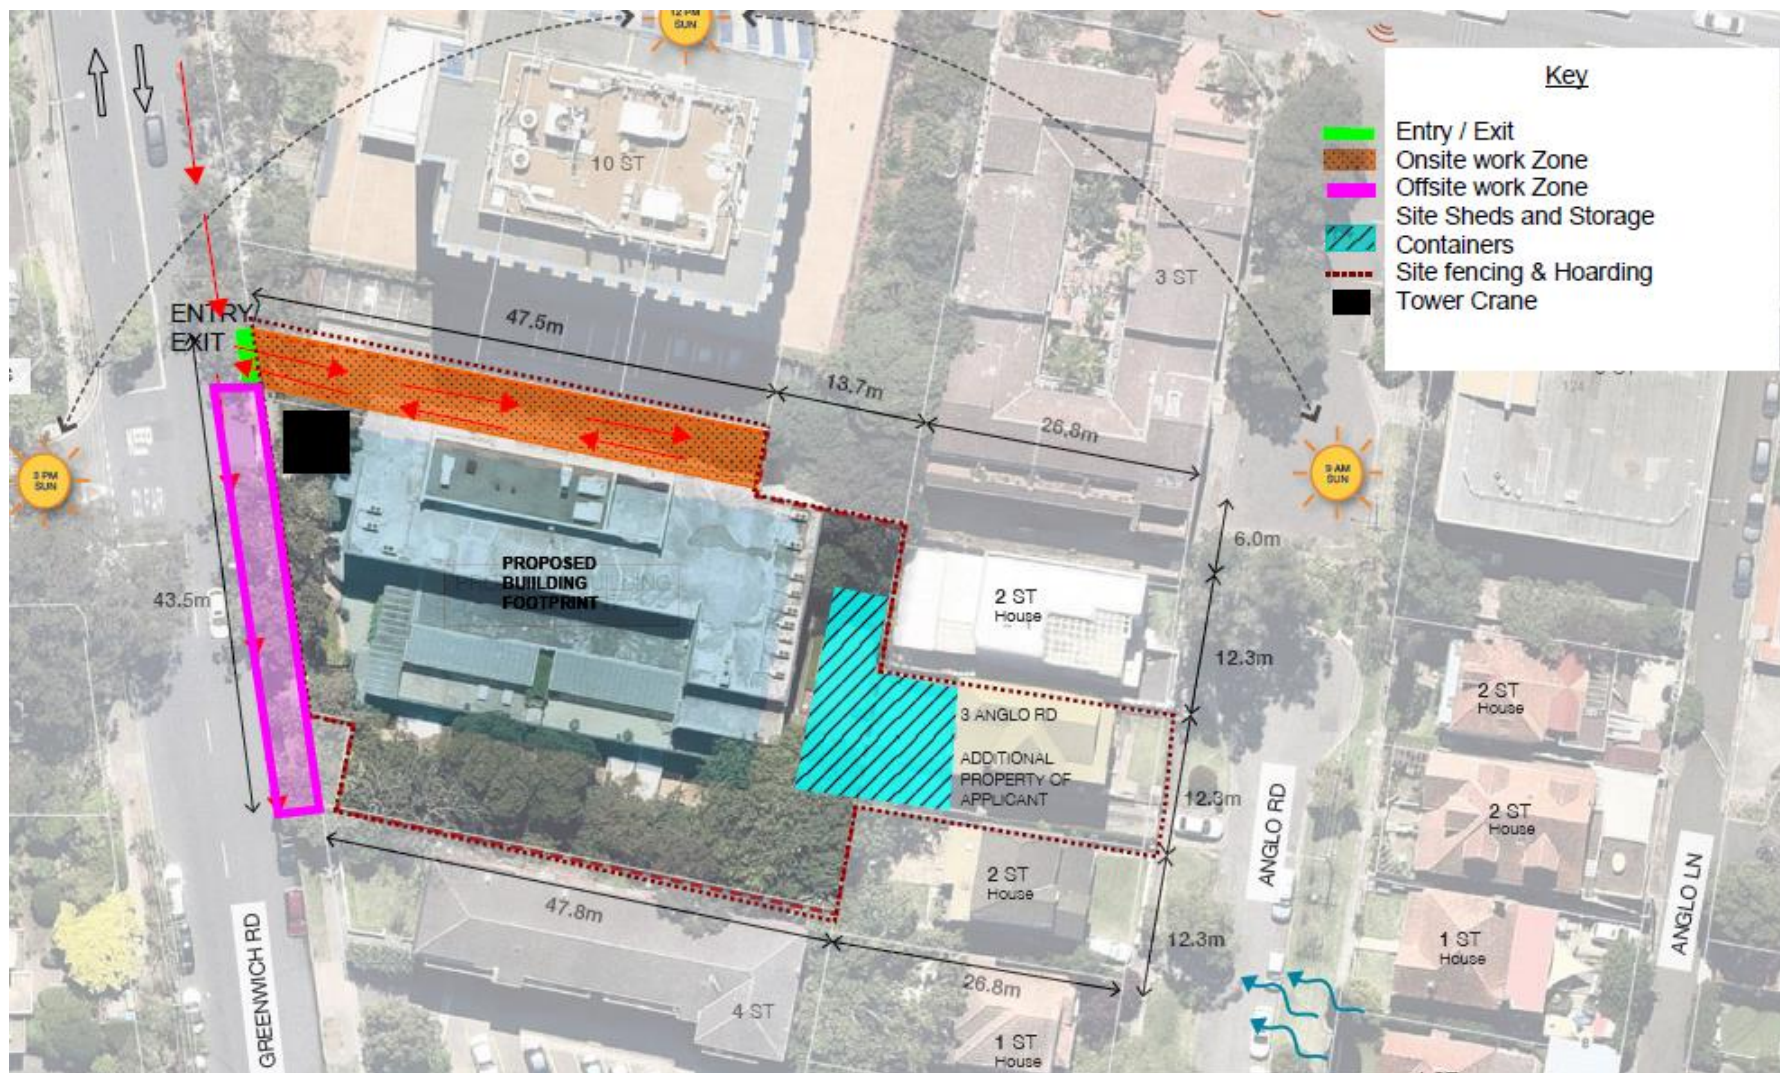 12 PM
SUN
Key
Entry / Exit
Onsite work Zone
Offsite work Zone
Site Sheds and Storage
Containers
Site fencing & Hoarding
Tower Crane
10 ST
3 ST
ENTRY
EXIT
47.5m
13.7m
26.8m
3 PM
SUN
9 AM
SUN
6.0m
PROPOSED
BUIILDING
FOOTPRINT
43.5m
2 ST
House
12.3m
3 ANGLO RD
ADDITIONAL
PROPERTY OF
APPLICANT
12.3m
2 ST
House
2 ST
House
ANGLO RD
2 ST
House
47.8m
12.3m
26.8m
1 ST
House
ANGLO LN
GREENWICH RD
4 ST
1 ST
House